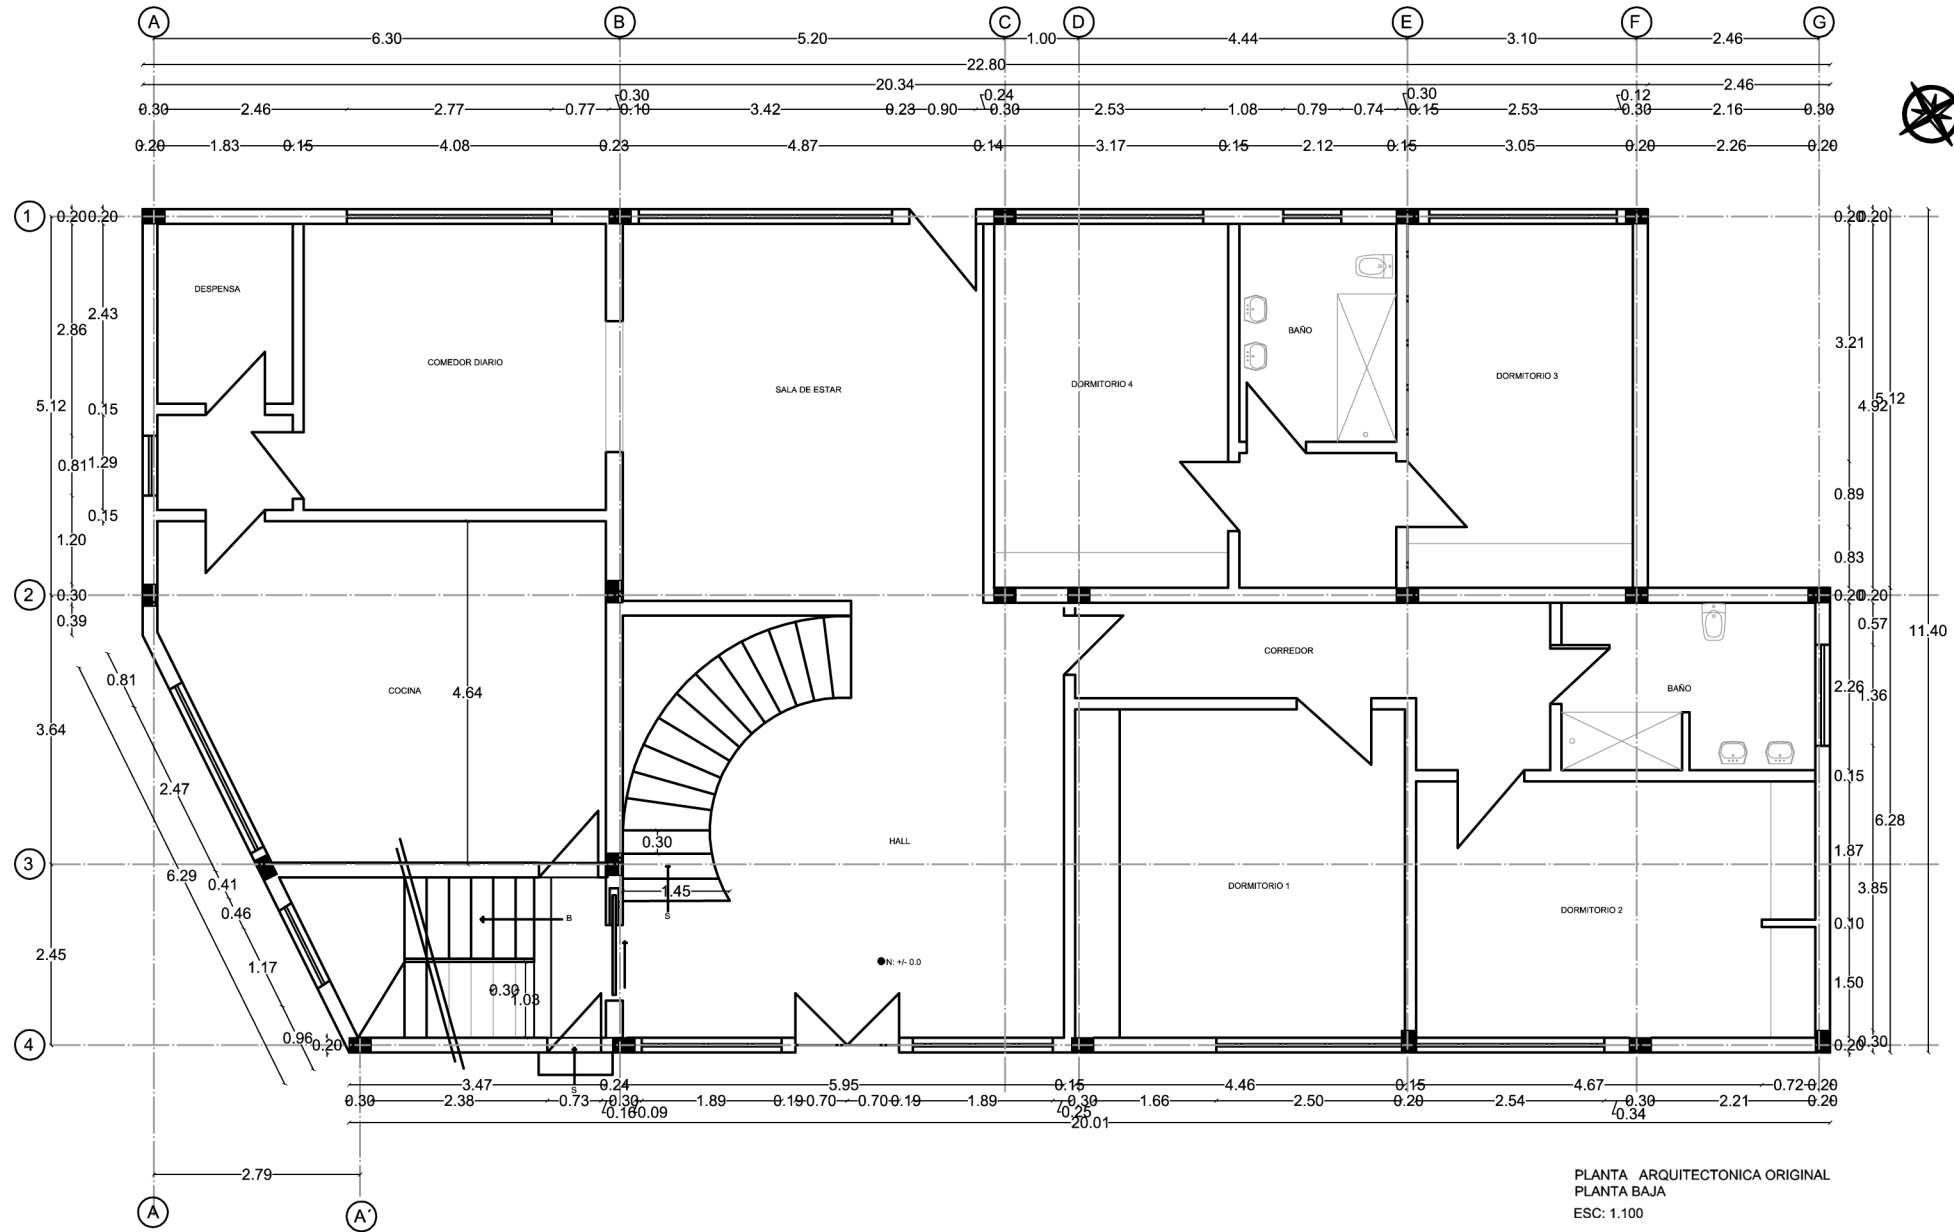 A B C D E F G
6.30 5.20 1.00 4.44 3.10 2.46
22.80
20.34 2.46
0.30 0.24 0.30 0.12
0.30 2.46 2.77 0.77 0.10 3.42 0.23 0.90 0.30 2.53 1.08 0.79 0.74 0.15 2.53 0.30 2.16 0.30
0.20 1.83 0.15 4.08 0.23 4.87 0.14 3.17 0.15 2.12 0.15 3.05 0.20 2.26 0.20
1 0.20 0.20 0.20 0.20
DESPENSA
2.43
2.86
BAÑO
3.21
COMEDOR DIARIO
DORMITORIO 3
DORMITORIO 4
SALA DE ESTAR
5.12
5.12
4.92
0.15
0.81 1.29
0.89
0.15
1.20
0.83
2 0.30 0.20 0.20
0.39
0.57
11.40
CORREDOR
0.81
2.26
1.36
BAÑO
COCINA 4.64
3.64
0.15
2.47
6.28
HALL
0.30
1.87
3
6.29
0.41
DORMITORIO 1
3.85
1.45
0.46
DORMITORIO 2
B
S
0.10
2.45
N: +/- 0.0
1.17
1.50
0.30
1.03
0.96
4 0.20 0.20 0.30
3.47 0.24 5.95 0.15 4.46 0.15 4.67 0.72 0.20
S
0.30 2.38 0.73 0.30 1.89 0.19 0.70 0.70 0.19 1.89 0.30 1.66 2.50 0.20 2.54 0.30 2.21 0.20
0.16 0.09 0.25 0.34
20.01
2.79
PLANTA ARQUITECTONICA ORIGINAL
PLANTA BAJA
ESC: 1.100
A A´